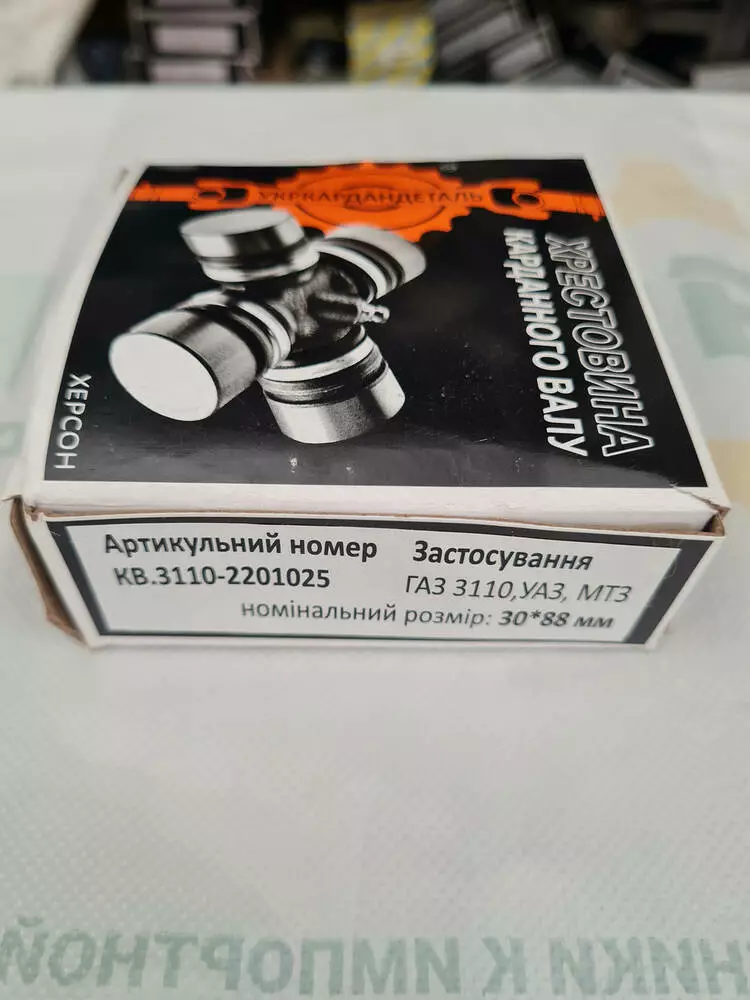 УКРКАРДАНДЕТАЛЬ
ХРЕСТОВИНА
КАРДАННОГО ВАЛУ
ХЕРСОН
Артикульний номер Застосування
КВ.3110-2201025 ГАЗ 3110,УАЗ, МТЗ
номінальний розмір: 30*88 мм
К ИМПОРТНОЙ